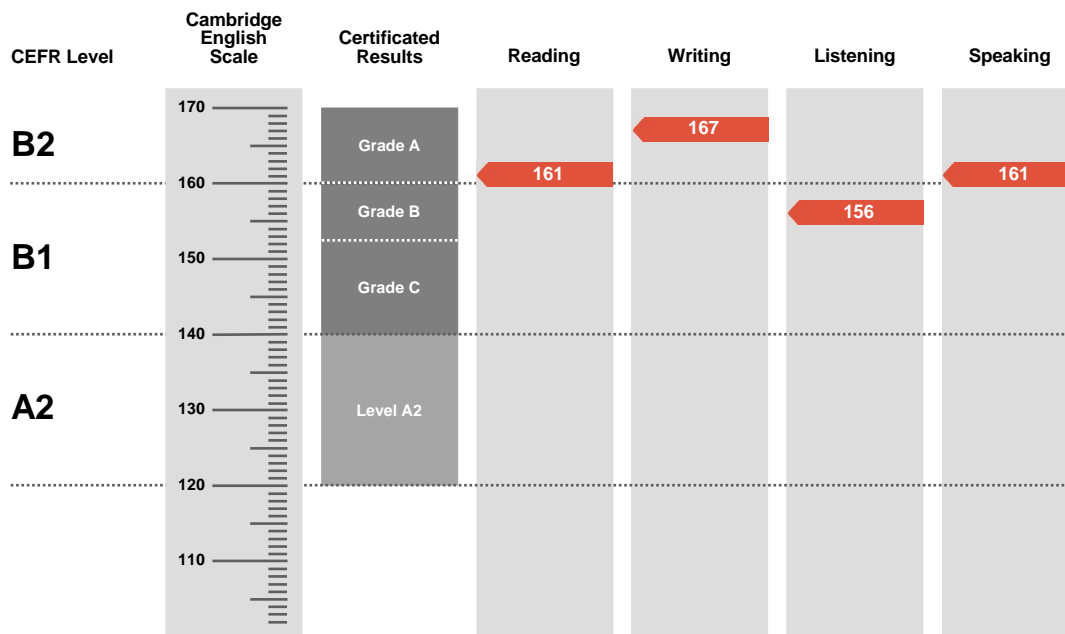 CEFR Level
Cambridge
English
Scale
Certificated
Results
Reading
Writing
Listening
Speaking
170
B2
Grade A
167
161
161
160
Grade B
156
B1
150
Grade C
140
A2
130
Level A2
120
110